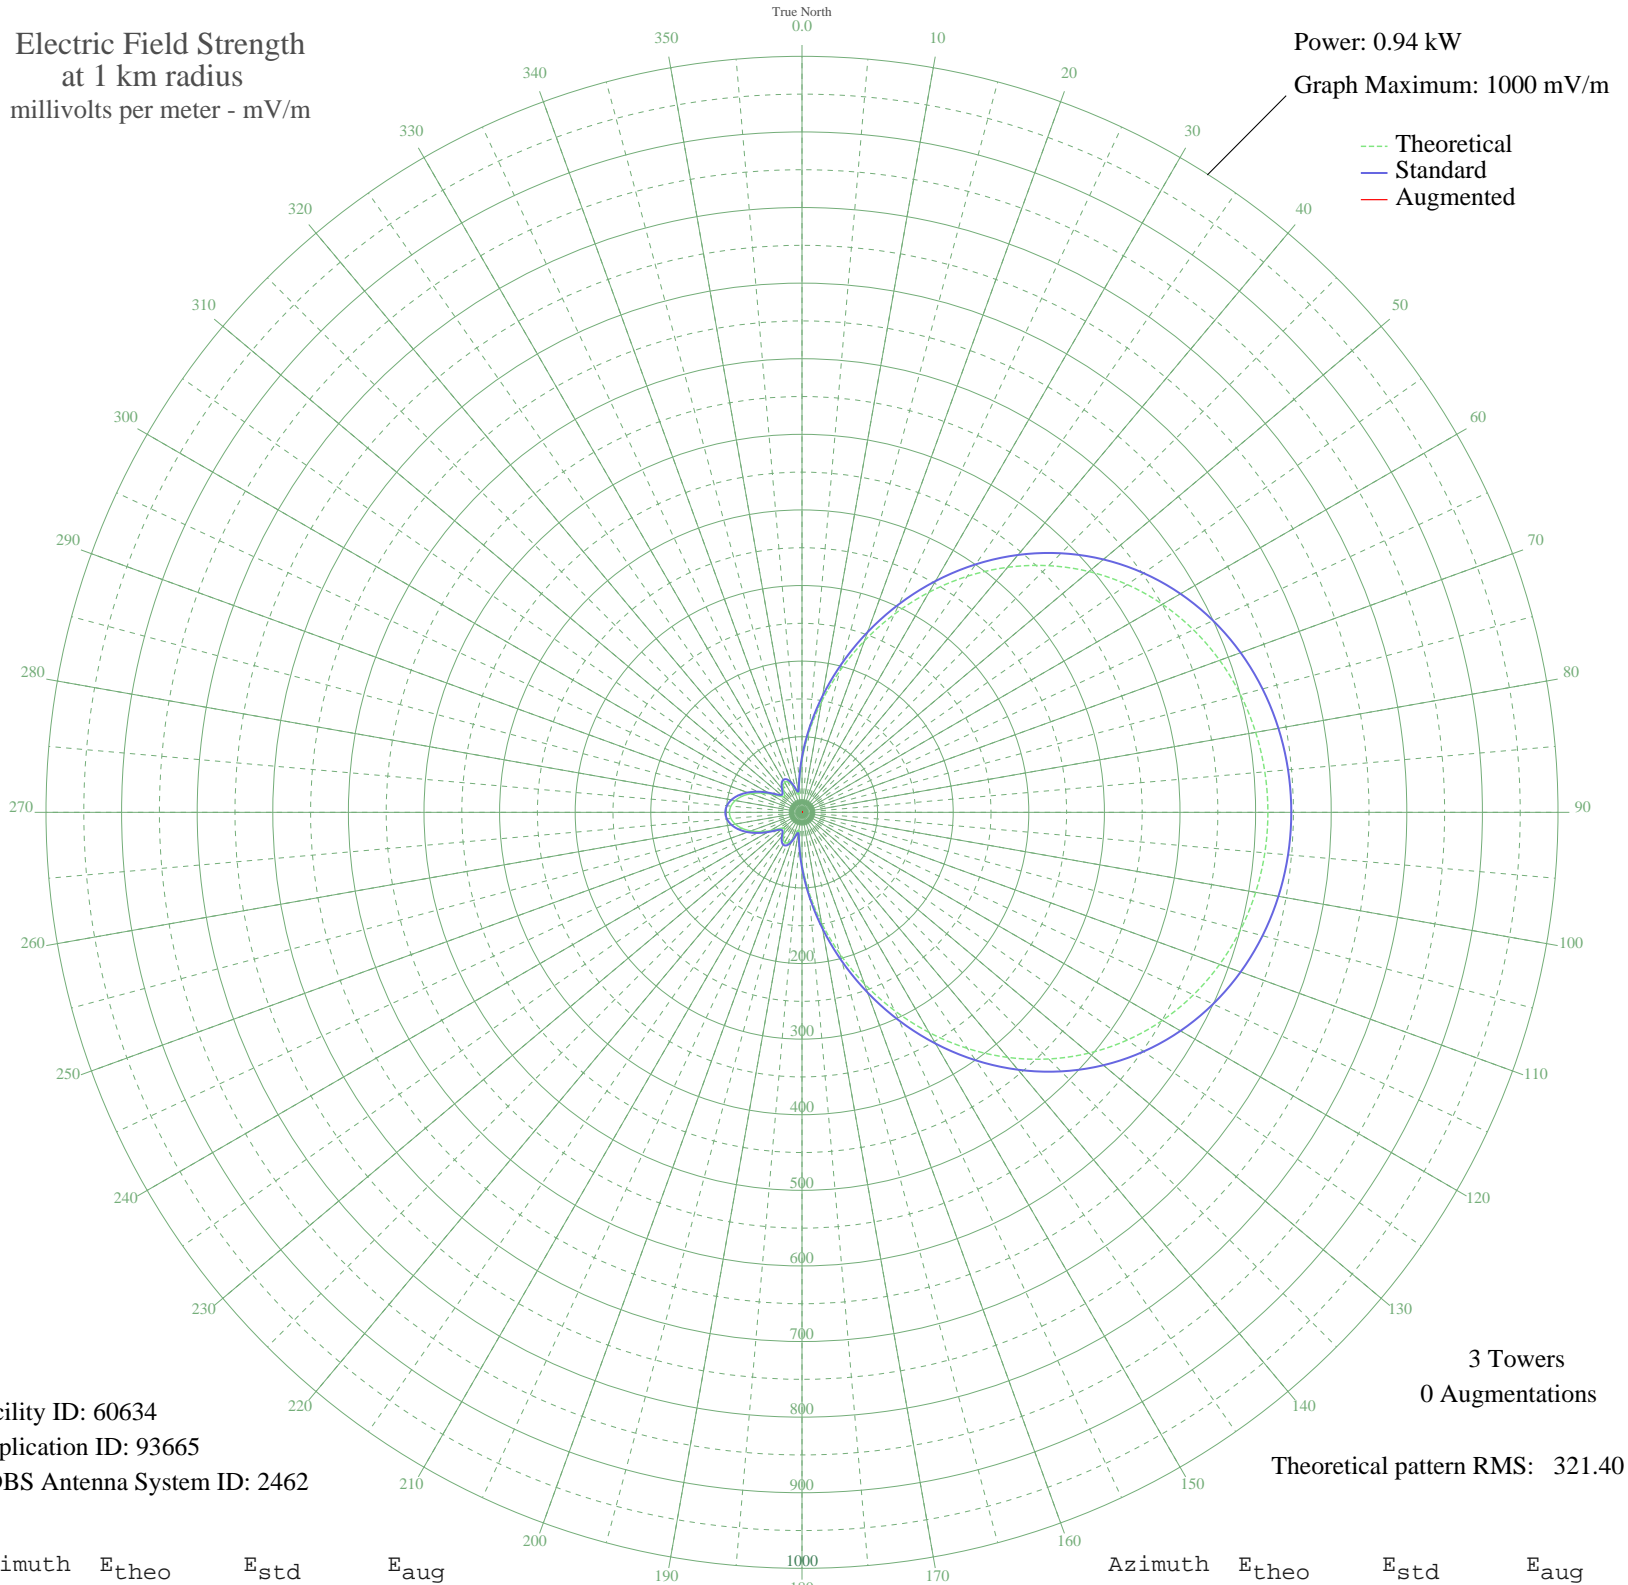 True North
0.0
Electric Field Strength
at 1 km radius
millivolts per meter - mV/m
Power: 0.94 kW
Graph Maximum: 1000 mV/m
Theoretical
Standard
Augmented
10
20
30
40
50
60
70
80
90
100
110
120
130
140
150
160
170
190
200
210
220
230
240
250
260
270
280
290
300
310
320
330
340
350
200
300
400
500
600
700
800
900
1000
3 Towers
0 Augmentations
Theoretical pattern RMS: 321.40
cility ID: 60634
plication ID: 93665
DBS Antenna System ID: 2462
imuth Etheo Estd Eaug
Azimuth Etheo Estd Eaug